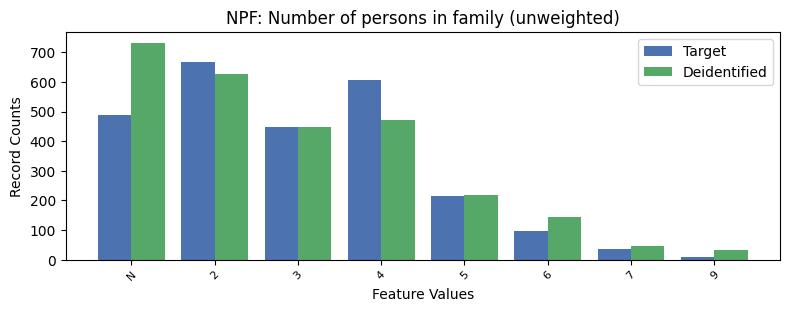 NPF: Number of persons in family (unweighted)
Target
Deidentified
Record Counts
700
600
500
400
300
200
100
0
N 2 3 4 5 6 7 9
Feature Values